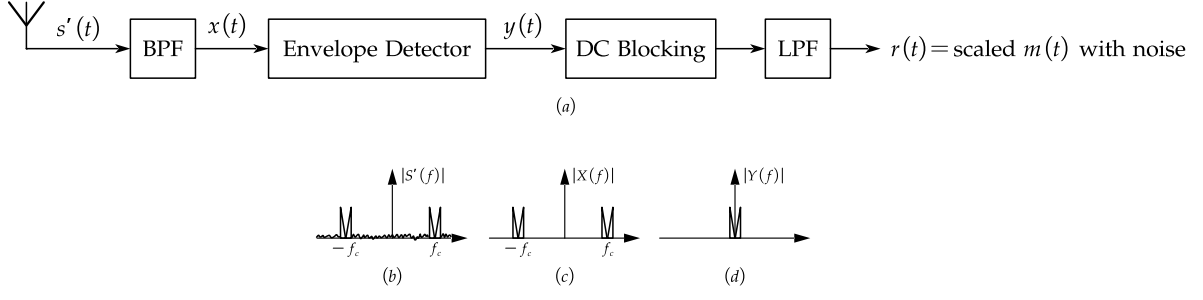 s′(t) BPF x(t) Envelope Detector y(t) DC Blocking LPF r(t) = scaled m(t) with noise
(a)
|S′(f)| |X(f)| |Y(f)|
−f_c f_c −f_c f_c
(b) (c) (d)